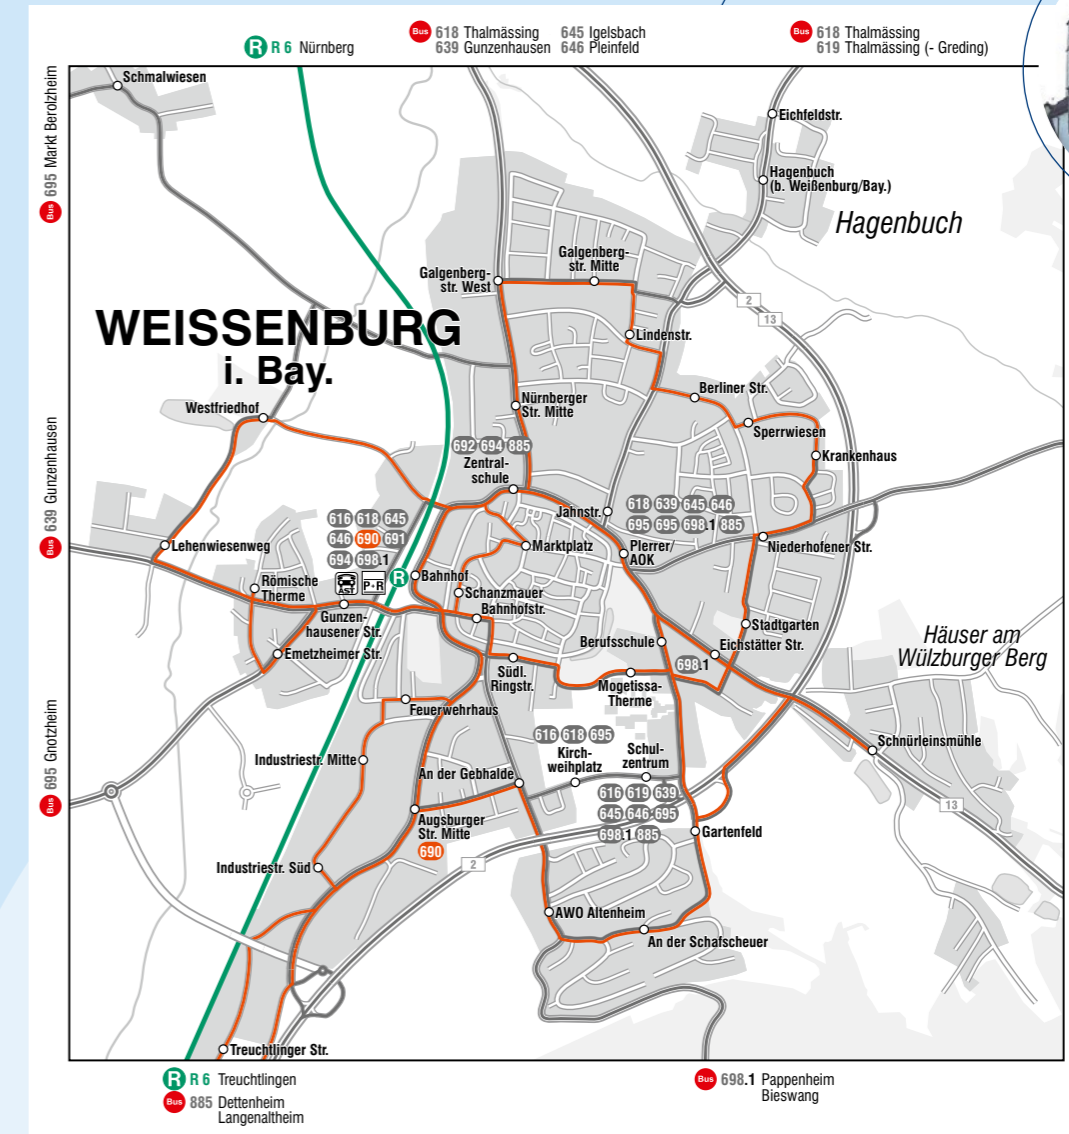 R R 6 Nürnberg
Bus 618 Thalmässing 645 Igelsbach
639 Gunzenhausen 646 Pleinfeld
Bus 618 Thalmässing
619 Thalmässing (- Greding)
Bus 695 Markt Berolzheim
Schmalwiesen
Eichfeldstr.
Hagenbuch
(b. Weißenburg/Bay.)
Hagenbuch
Galgenberg-
str. Mitte
Galgenberg-
str. West
2
13
WEISSENBURG
i. Bay.
Lindenstr.
Berliner Str.
Nürnberger
Str. Mitte
Westfriedhof
Sperrwiesen
Krankenhaus
692 694 885
Zentral-
schule
Bus 639 Gunzenhausen
616 618 645
646 690 691
694 698.1
AST P+R
R
Jahnstr.
618 639 645 646
695 695 698.1 885
Lehenwiesenweg
Marktplatz
Plerrer/
AOK
Niederhofener Str.
Römische
Therme
Bahnhof
Schanzmauer
Bahnhofstr.
Gunzen-
hausener Str.
Stadtgarten
Berufsschule
Eichstätter Str.
Häuser am
Wülzburger Berg
Emetzheimer Str.
698.1
Südl.
Ringstr.
Mogetissa-
Therme
Feuerwehrhaus
Bus 695 Gnotzheim
616 618 695
Kirch-
weihplatz
Schul-
zentrum
Schnürleinsmühle
Industriestr. Mitte
An der Gebhalde
616 619 639
645 646 695
698.1 885
13
Augsburger
Str. Mitte
690
Gartenfeld
2
Industriestr. Süd
AWO Altenheim
An der Schafscheuer
Treuchtlinger Str.
R R 6 Treuchtlingen
Bus 885 Dettenheim
Langenaltheim
Bus 698.1 Pappenheim
Bieswang